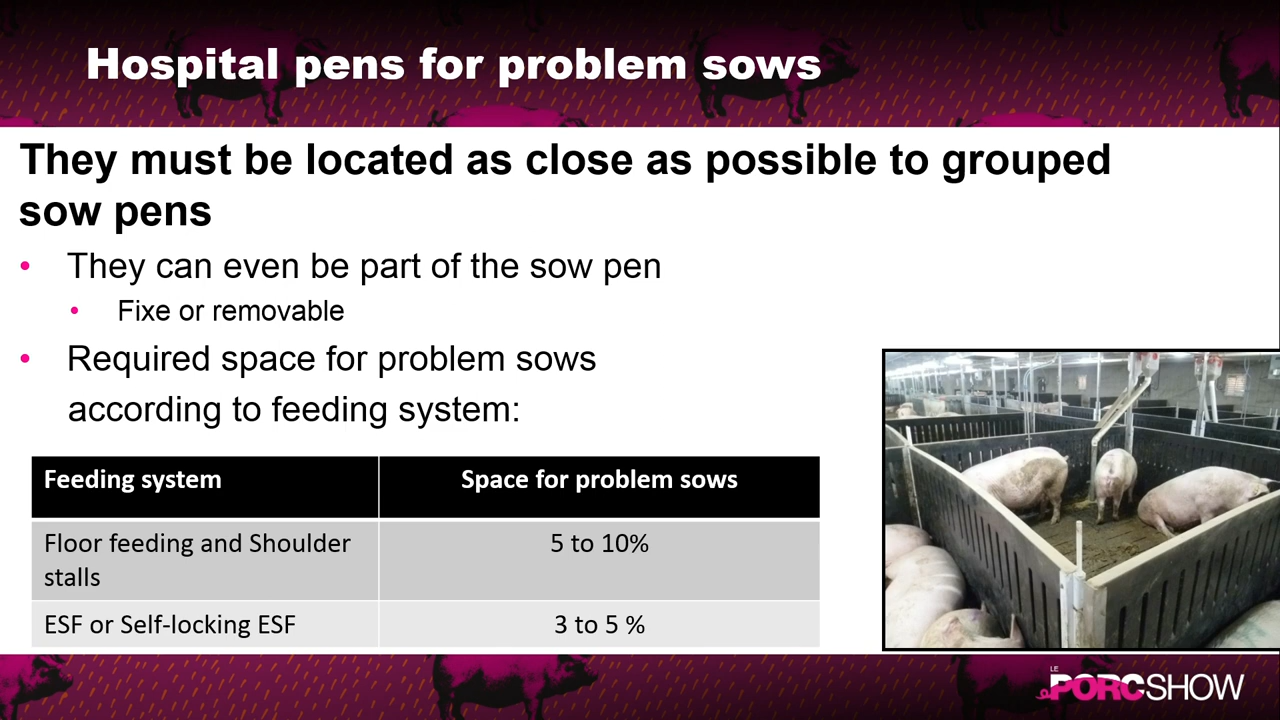 Hospital pens for problem sows
They must be located as close as possible to grouped
sow pens
• They can even be part of the sow pen
• Fixe or removable
• Required space for problem sows
according to feeding system:
Feeding system Space for problem sows
Floor feeding and Shoulder 5 to 10%
stalls
ESF or Self-locking ESF 3 to 5 %
LE
PORCSHOW